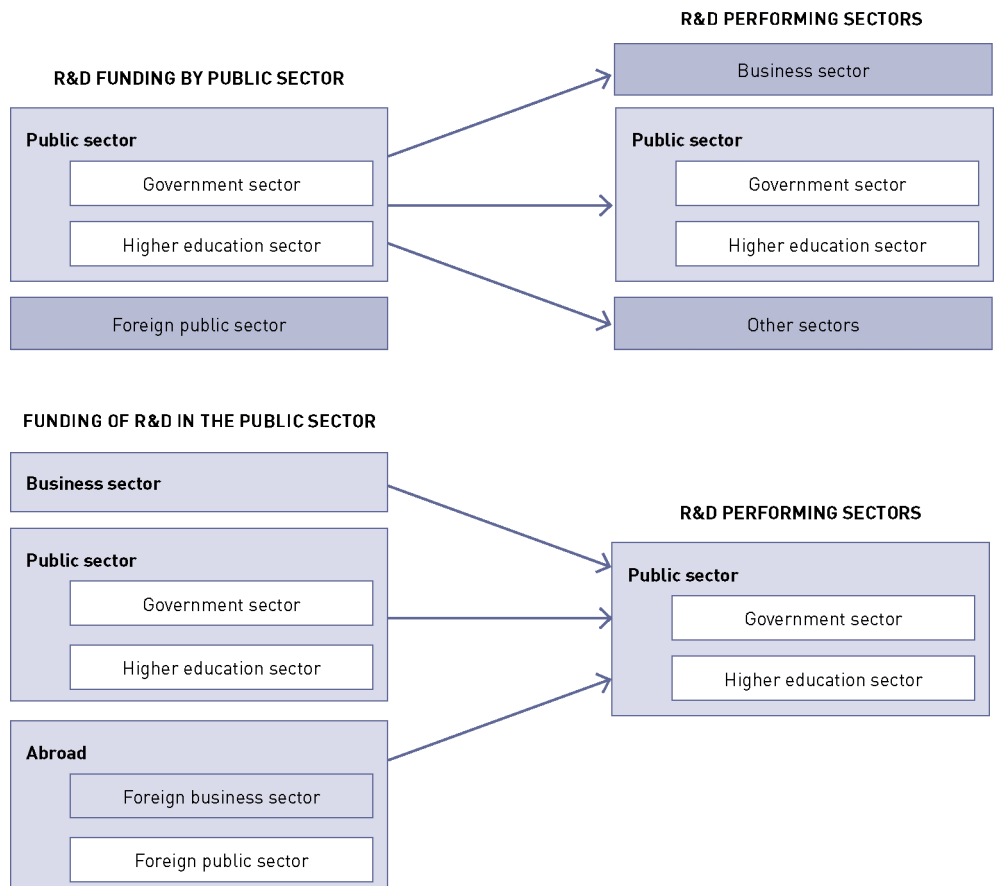 R&D PERFORMING SECTORS
R&D FUNDING BY PUBLIC SECTOR
Business sector
Public sector
Government sector
Higher education sector
Foreign public sector
Public sector
Government sector
Higher education sector
Other sectors
FUNDING OF R&D IN THE PUBLIC SECTOR
Business sector
Public sector
Government sector
Higher education sector
Abroad
Foreign business sector
Foreign public sector
R&D PERFORMING SECTORS
Public sector
Government sector
Higher education sector